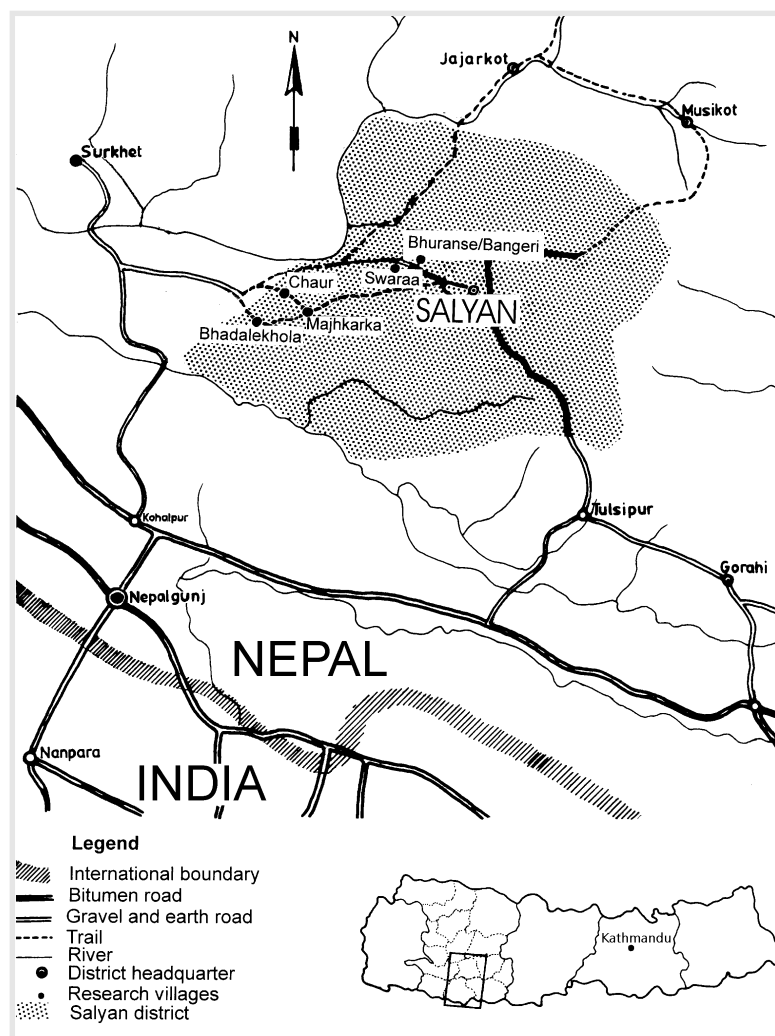 N
Jajarkot
Musikot
Surkhet
Bhuranse/Bangeri
Swaraa
Chaur
SALYAN
Majhkarka
Bhadalekhola
Kohalpur
Tulsipur
Gorahi
Nepalgunj
NEPAL
Nanpara
INDIA
Legend
International boundary
Bitumen road
Gravel and earth road
Trail
River
District headquarter
Research villages
Salyan district
Kathmandu